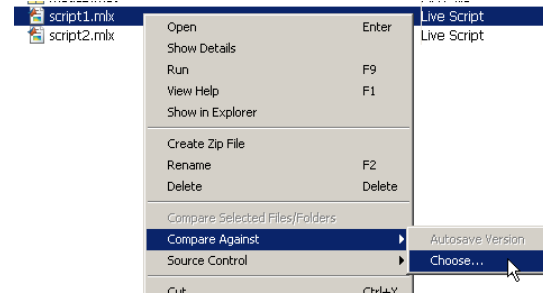 script1.mlx Live Script
script2.mlx Live Script
Open Enter
Show Details
Run F9
View Help F1
Show in Explorer
Create Zip File
Rename F2
Delete Delete
Compare Selected Files/Folders
Compare Against Autosave Version
Source Control Choose...
Cut Ctrl+X